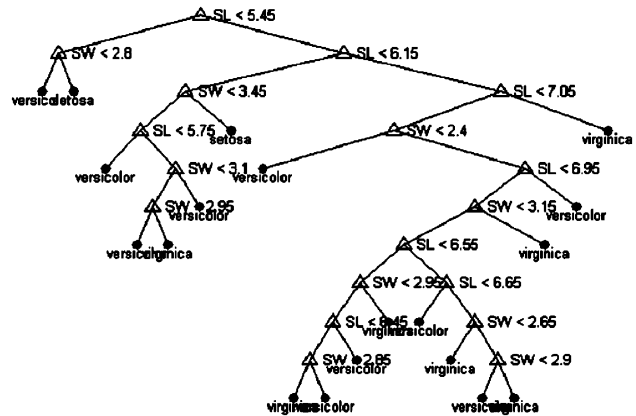 SL < 5.45
SW < 2.8
SL < 6.15
versicolor
setosa
SW < 3.45
SL < 7.05
SL < 5.75
setosa
SW < 2.4
virginica
versicolor
SW < 3.1
versicolor
SL < 6.95
SW < 2.95
versicolor
SW < 3.15
versicolor
versicolor
virginica
SL < 6.55
virginica
SW < 2.95
SL < 6.65
SL < 6.45
virginica
versicolor
SW < 2.65
SW < 2.85
versicolor
virginica
SW < 2.9
virginica
versicolor
versicolor
virginica